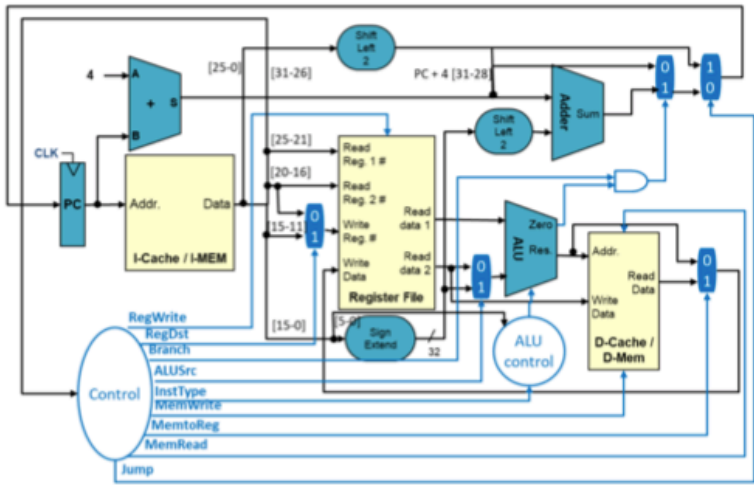 Shift
Left
2
[25-0]
[31-26]
PC + 4 [31-28]
1
0
0
1
4
A
+
S
B
Adder
Sum
Shift
Left
2
CLK
PC
Addr.
Data
I-Cache / I-MEM
[25-21]
[20-16]
[15-11]
0
1
Read
Reg. 1 #
Read
Reg. 2 #
Write
Reg. #
Write
Data
Read
data 1
Read
data 2
Register File
0
1
ALU
Zero
Res.
Addr.
Read
Data
Write
Data
D-Cache /
D-Mem
0
1
[15-0]
[5-0]
Sign
Extend
32
ALU
control
Control
RegWrite
RegDst
Branch
ALUSrc
InstType
MemWrite
MemtoReg
MemRead
Jump